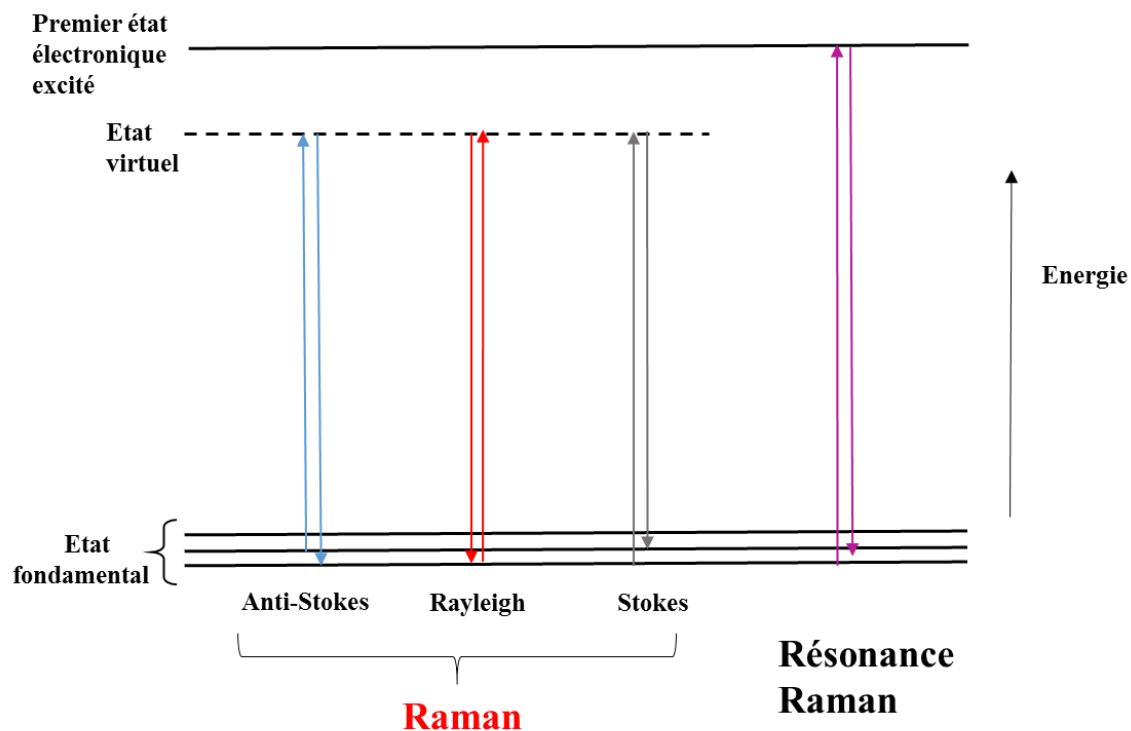 Premier état
électronique
excité
Etat
virtuel
Energie
Etat
fondamental
Anti-Stokes
Rayleigh
Stokes
Résonance
Raman
Raman